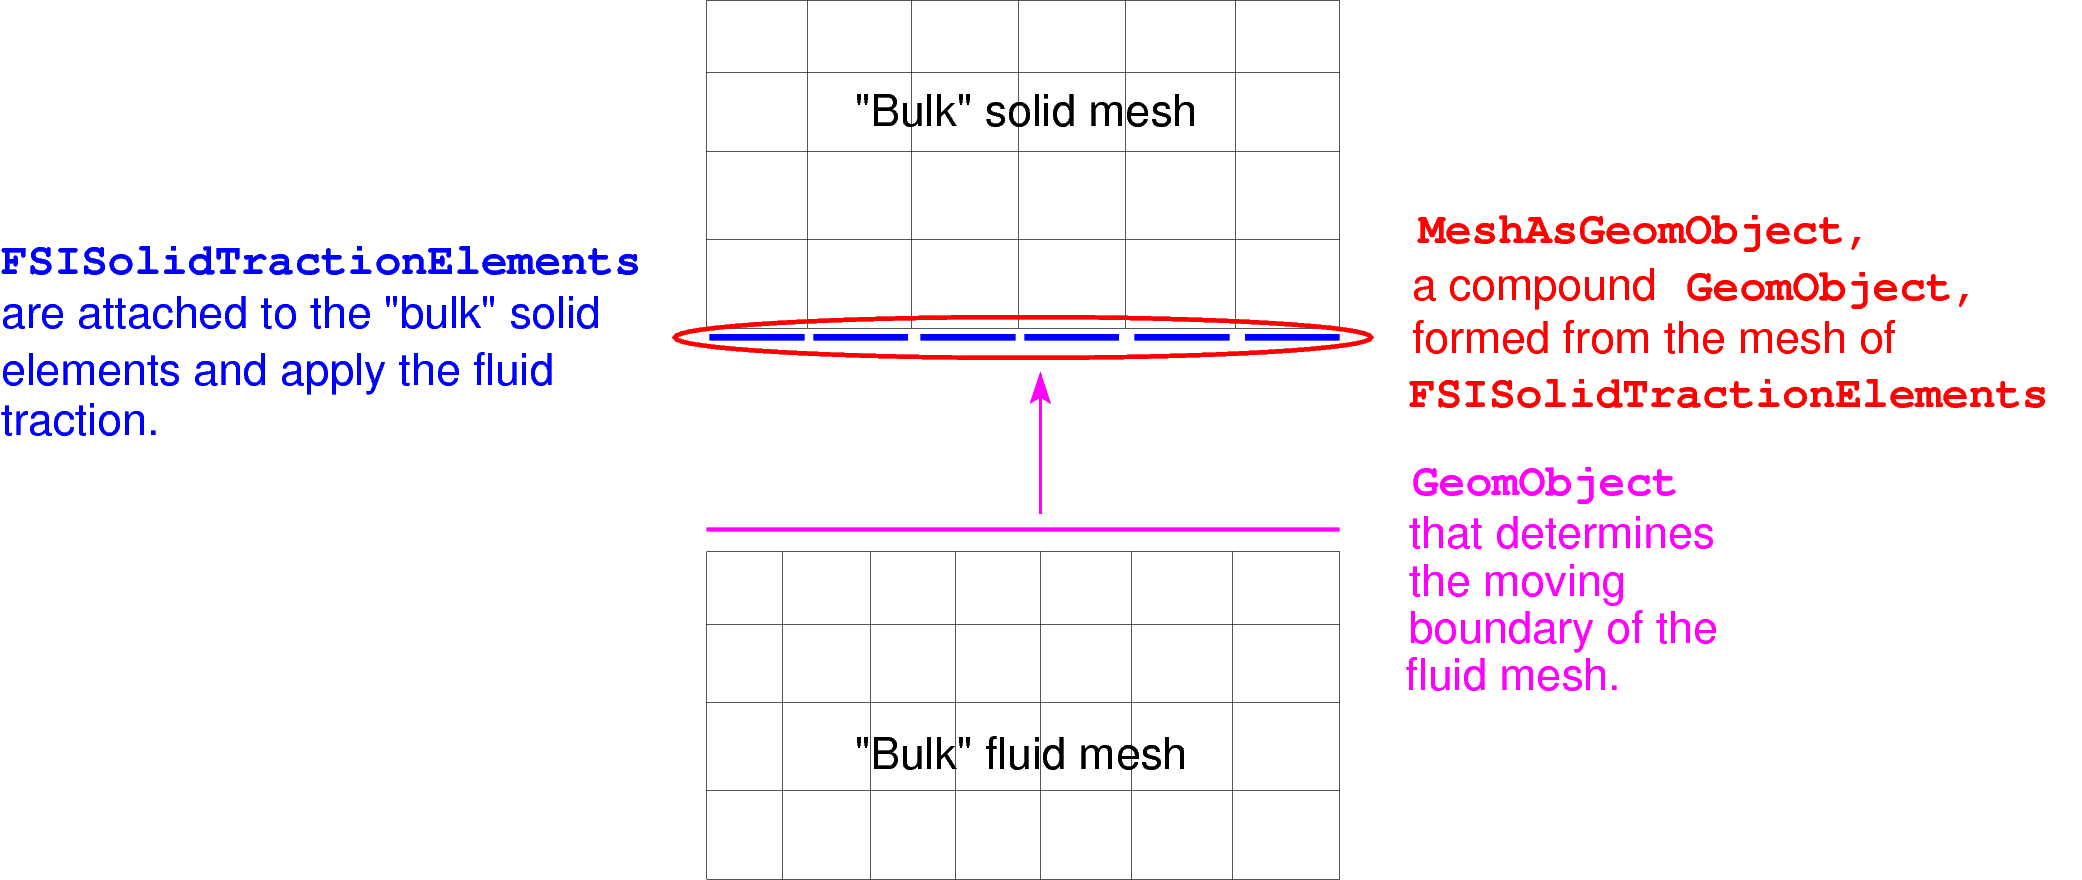 "Bulk" solid mesh
FSISolidTractionElements
are attached to the "bulk" solid
elements and apply the fluid
traction.
MeshAsGeomObject,
a compound GeomObject,
formed from the mesh of
FSISolidTractionElements
GeomObject
that determines
the moving
boundary of the
fluid mesh.
"Bulk" fluid mesh